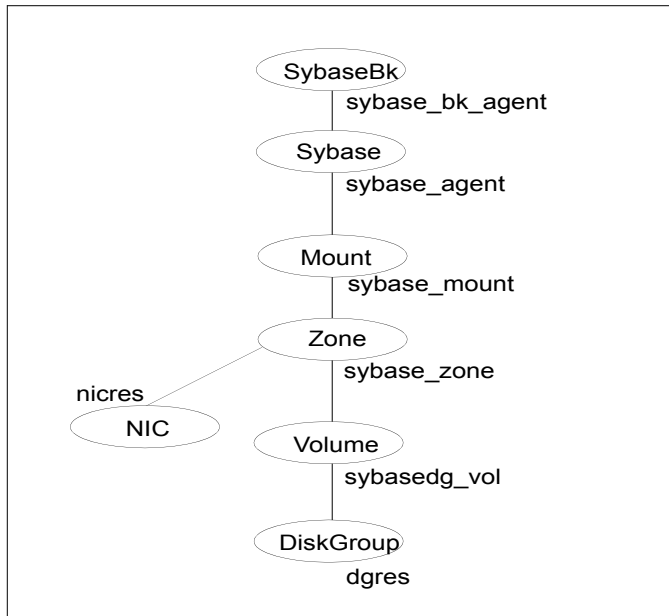 SybaseBk
sybase_bk_agent
Sybase
sybase_agent
Mount
sybase_mount
Zone
sybase_zone
nicres
NIC
Volume
sybasedg_vol
DiskGroup
dgres